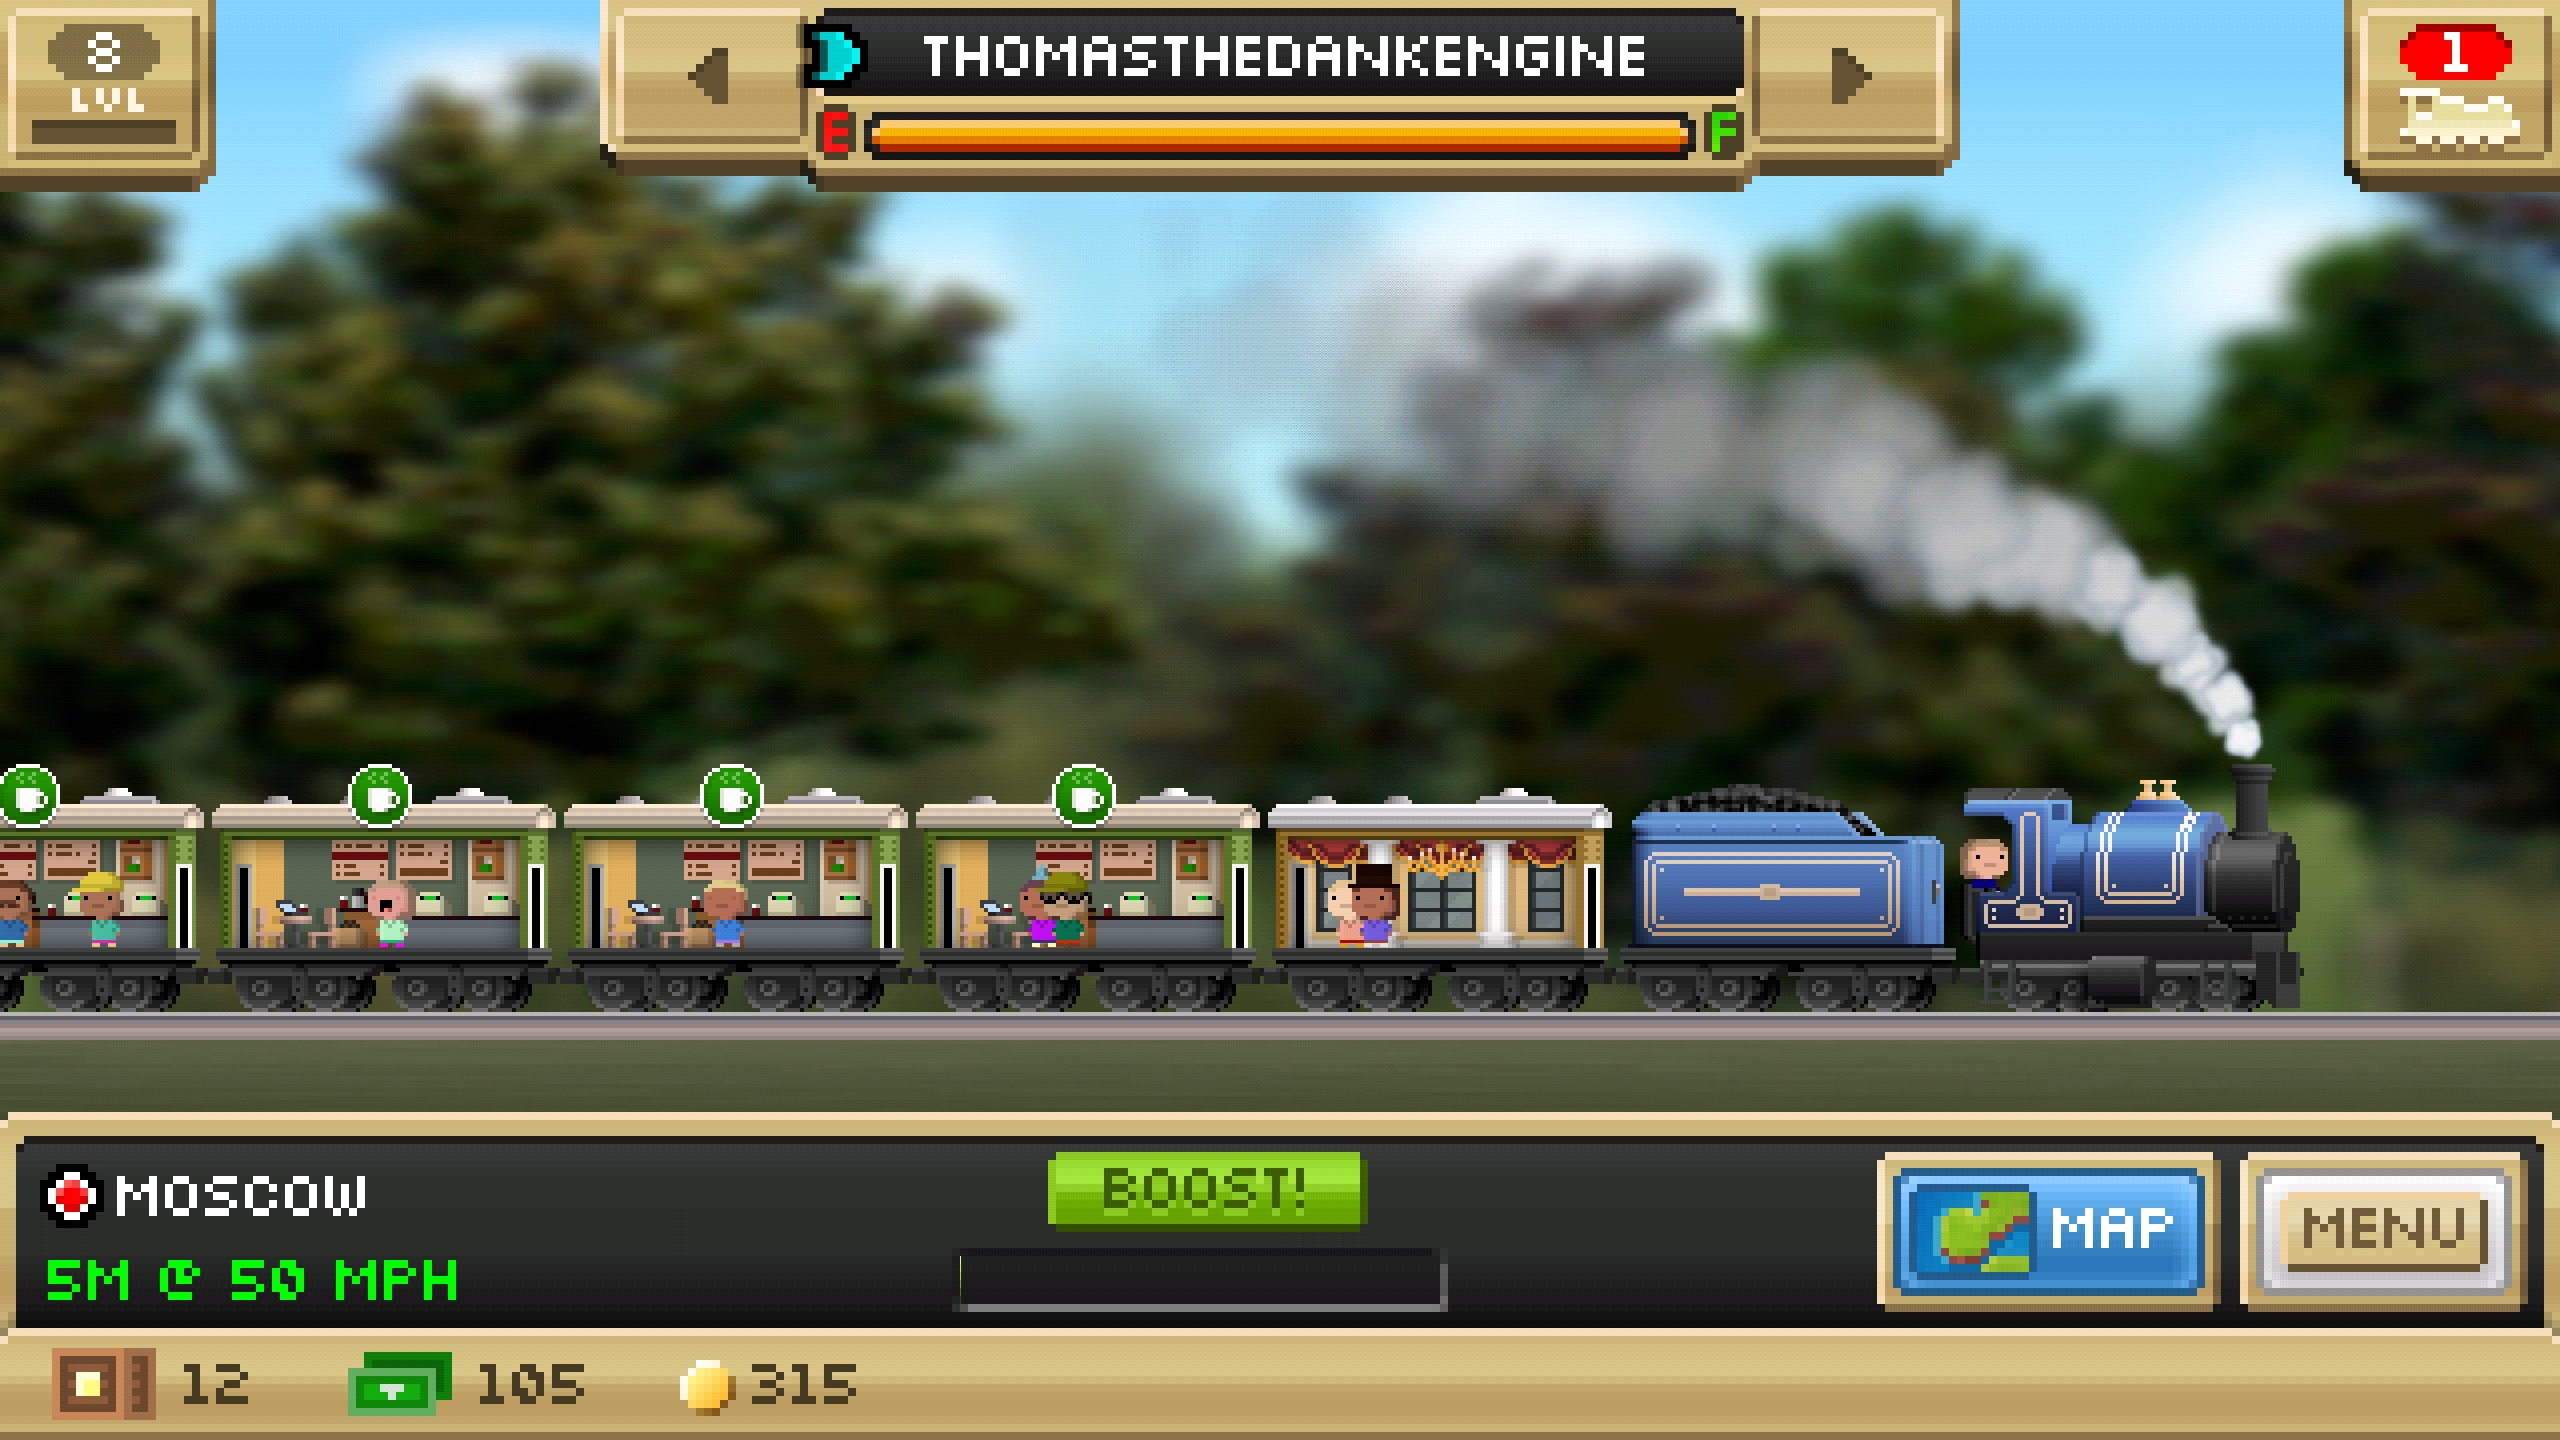 8
LVL
THOMASTHEDANKENGINE
E F
1
MOSCOW
5M @ 50 MPH
BOOST!
MAP
MENU
12 105 315